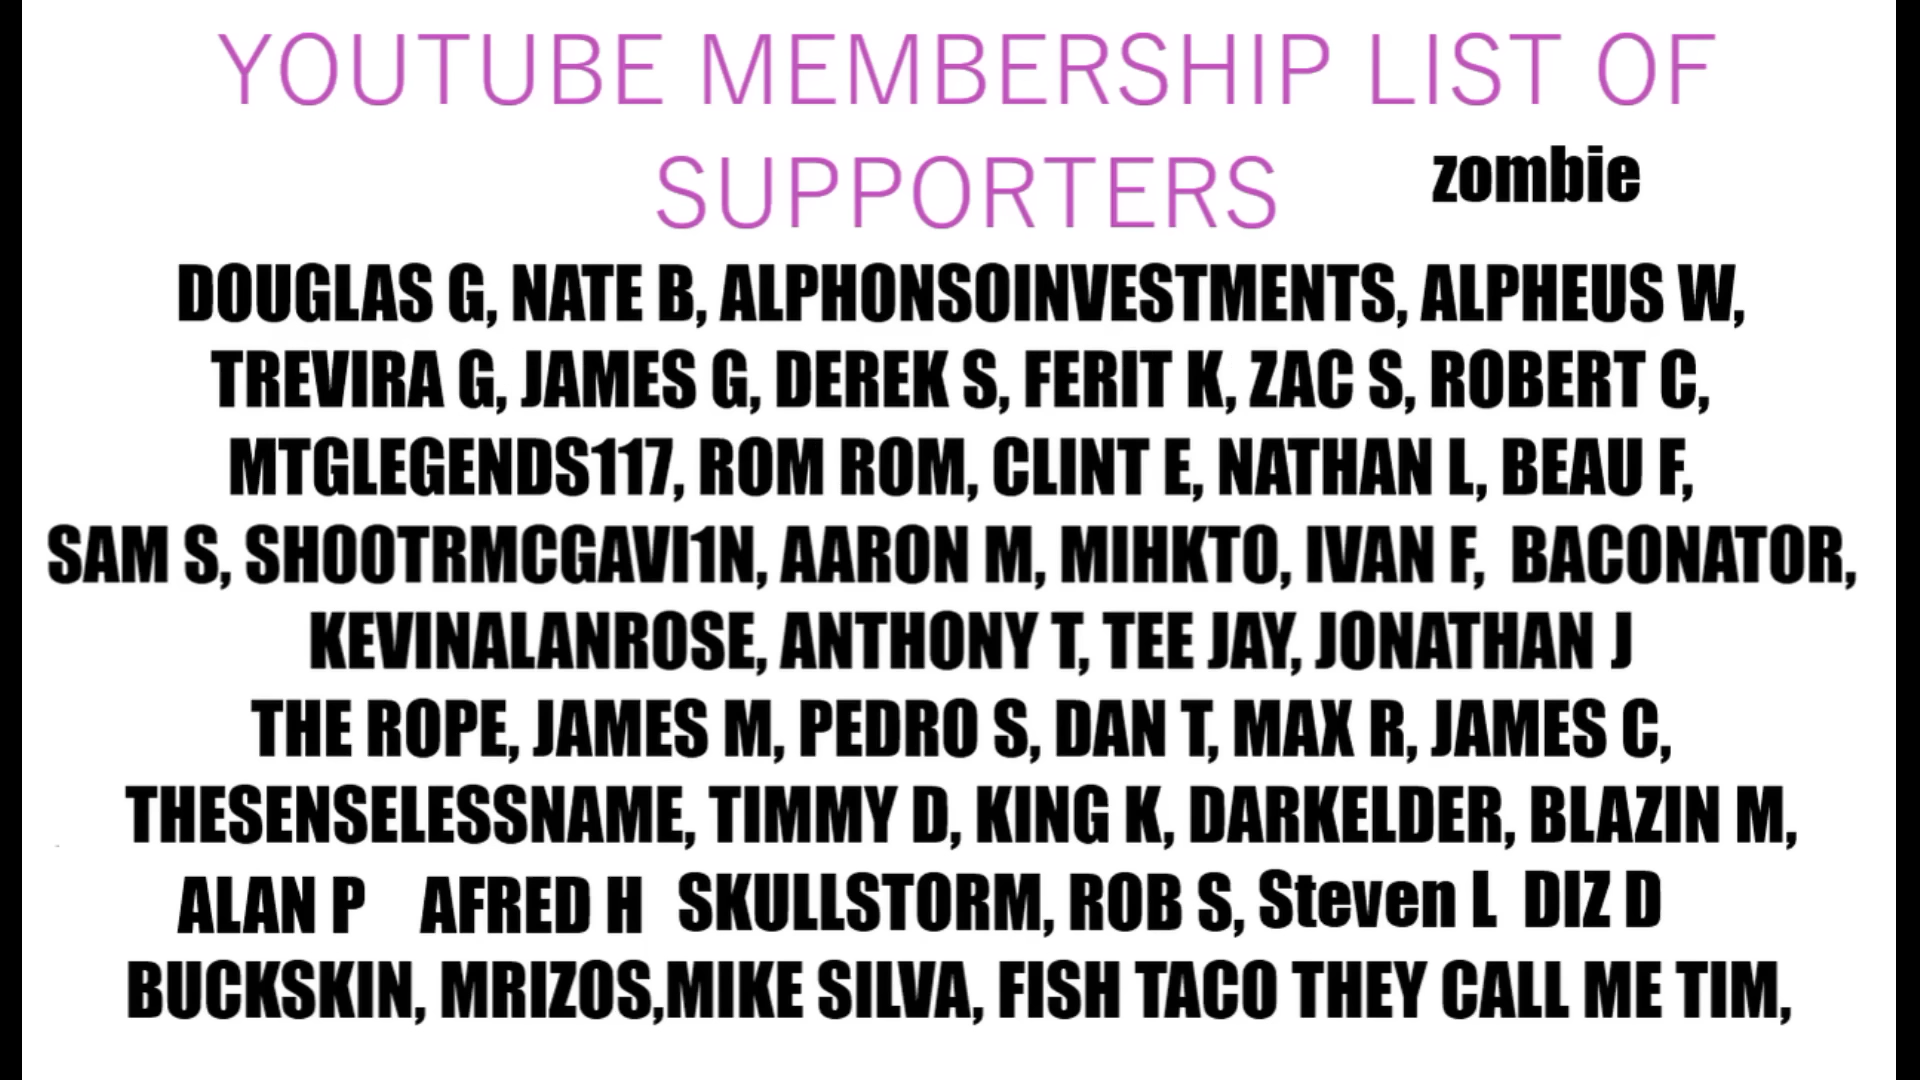 YOUTUBE MEMBERSHIP LIST OF
SUPPORTERS
zombie
DOUGLAS G, NATE B, ALPHONSOINVESTMENTS, ALPHEUS W,
TREVIRA G, JAMES G, DEREK S, FERIT K, ZAC S, ROBERT C,
MTGLEGENDS117, ROM ROM, CLINT E, NATHAN L, BEAU F,
SAM S, SHOOTRMCGAVI1N, AARON M, MIHKTO, IVAN F, BACONATOR,
KEVINALANROSE, ANTHONY T, TEE JAY, JONATHAN J
THE ROPE, JAMES M, PEDRO S, DAN T, MAX R, JAMES C,
THESENSELESSNAME, TIMMY D, KING K, DARKELDER, BLAZIN M,
ALAN P AFRED H SKULLSTORM, ROB S, Steven L DIZ D
BUCKSKIN, MRIZOS,MIKE SILVA, FISH TACO THEY CALL ME TIM,